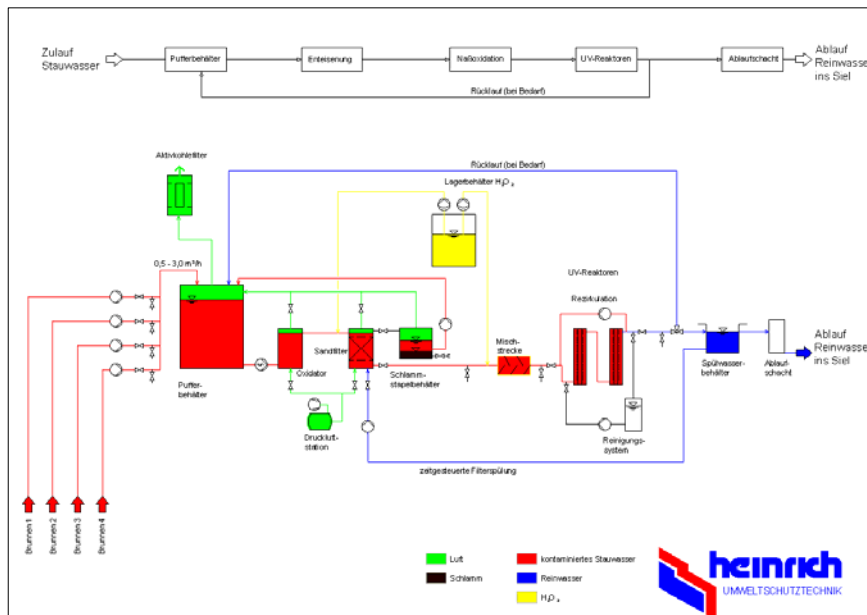 Zulauf
Stauwasser
Pufferbehälter
Enteisenung
Naßoxidation
UV-Reaktoren
Ablaufschacht
Ablauf
Reinwasser
ins Siel
Rücklauf (bei Bedarf)
Aktivkohlefilter
Rücklauf (bei Bedarf)
Lagerbehälter H₂O₂
0,5 - 3,0 m³/h
UV-Reaktoren
Rezirkulation
Misch-
strecke
Sandfilter
Oxidator
Puffer-
behälter
Schlamm-
stapelbehälter
Spülwasser-
behälter
Ablauf
schacht
Ablauf
Reinwasser
ins Siel
Druckluft-
station
Reinigungs-
system
zeitgesteuerte Filterspülung
Brunnen 1
Brunnen 2
Brunnen 3
Brunnen 4
Luft
kontaminiertes Stauwasser
Schlamm
Reinwasser
H₂O₂
heinrich
UMWELTSCHUTZTECHNIK